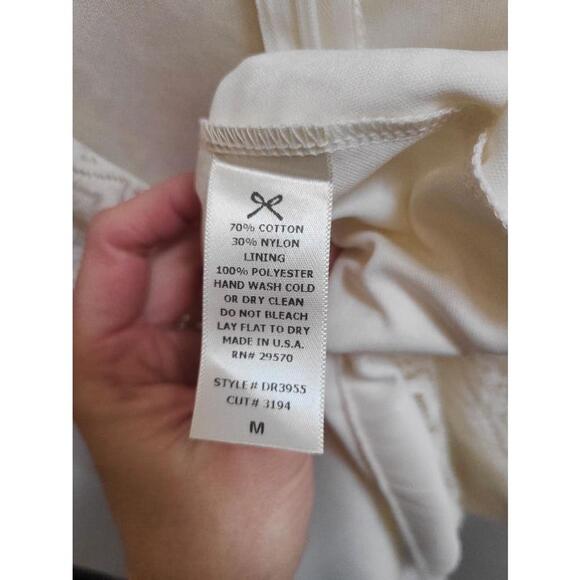 70% COTTON
30% NYLON
LINING
100% POLYESTER
HAND WASH COLD
OR DRY CLEAN
DO NOT BLEACH
LAY FLAT TO DRY
MADE IN U.S.A.
RN# 29570
STYLE# DR3955
CUT# 3194
M